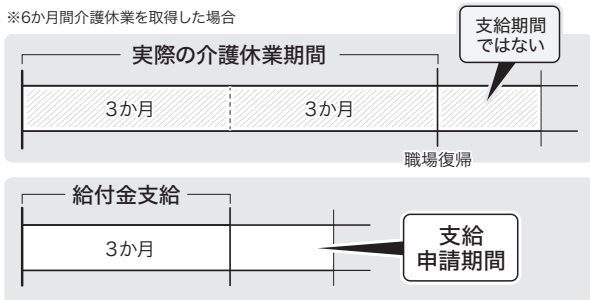 ※6か月間介護休業を取得した場合
支給期間
ではない
実際の介護休業期間
3か月
3か月
職場復帰
給付金支給
3か月
支給
申請期間